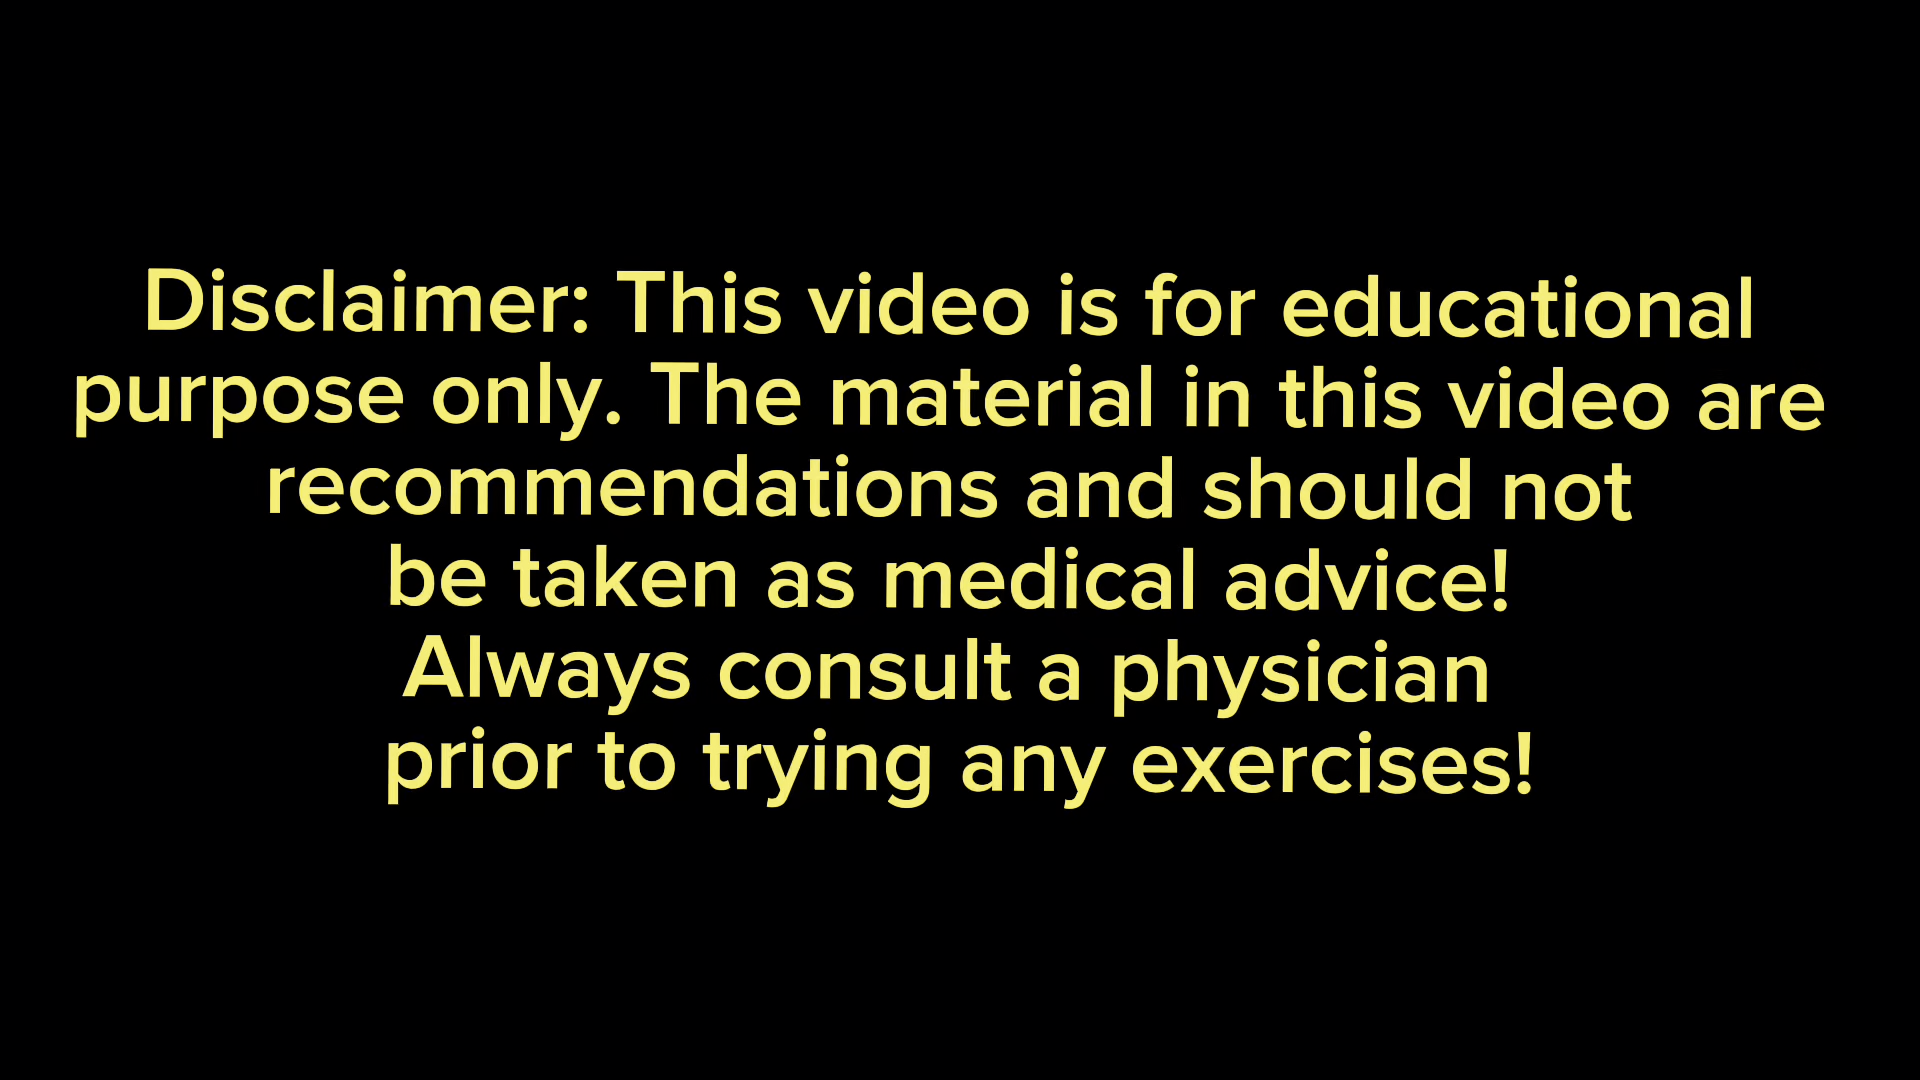 Disclaimer: This video is for educational
purpose only. The material in this video are
recommendations and should not
be taken as medical advice!
Always consult a physician
prior to trying any exercises!